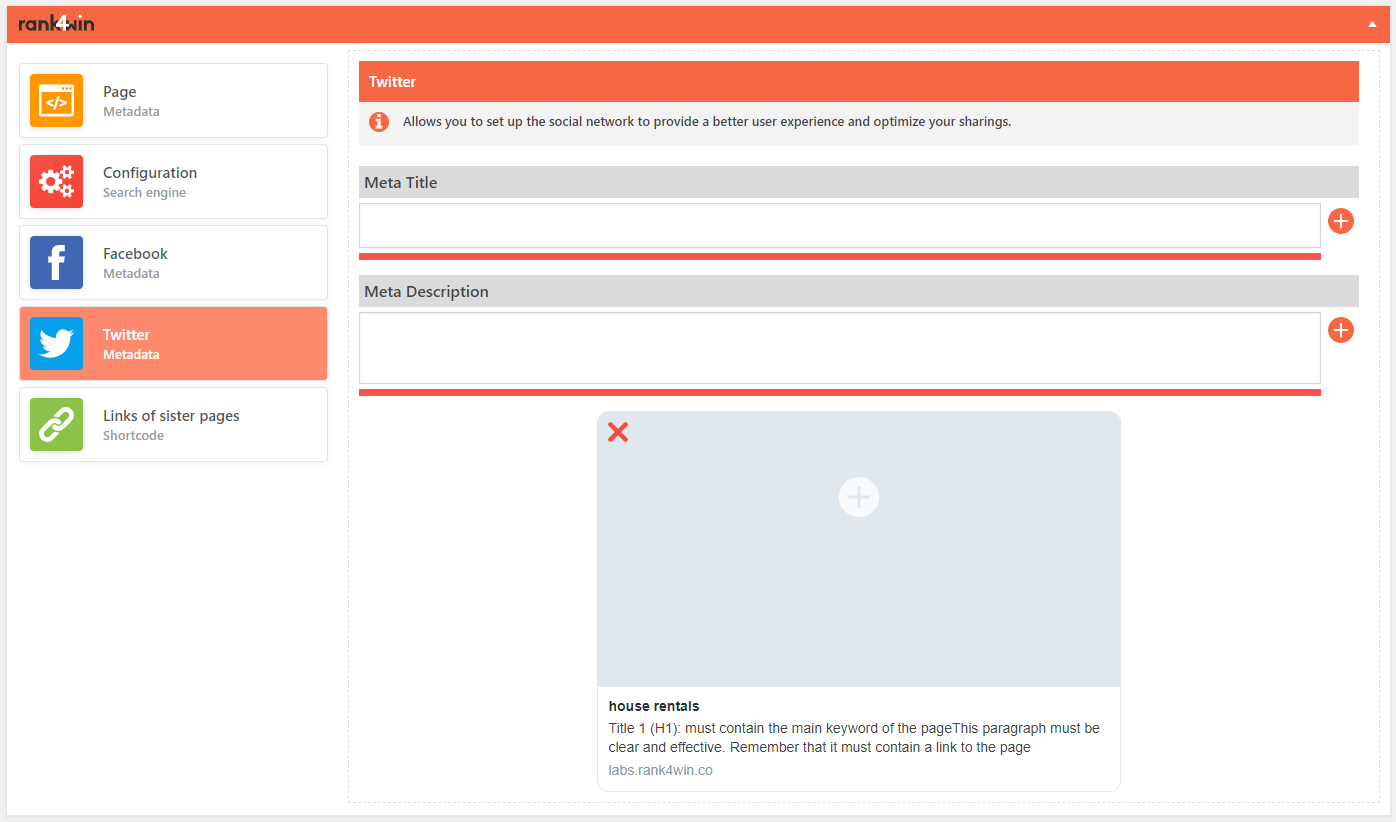 rank4win
Page
Metadata
Configuration
Search engine
Facebook
Metadata
Twitter
Metadata
Links of sister pages
Shortcode
Twitter
Allows you to set up the social network to provide a better user experience and optimize your sharings.
Meta Title
Meta Description
house rentals
Title 1 (H1): must contain the main keyword of the pageThis paragraph must be
clear and effective. Remember that it must contain a link to the page
labs.rank4win.co